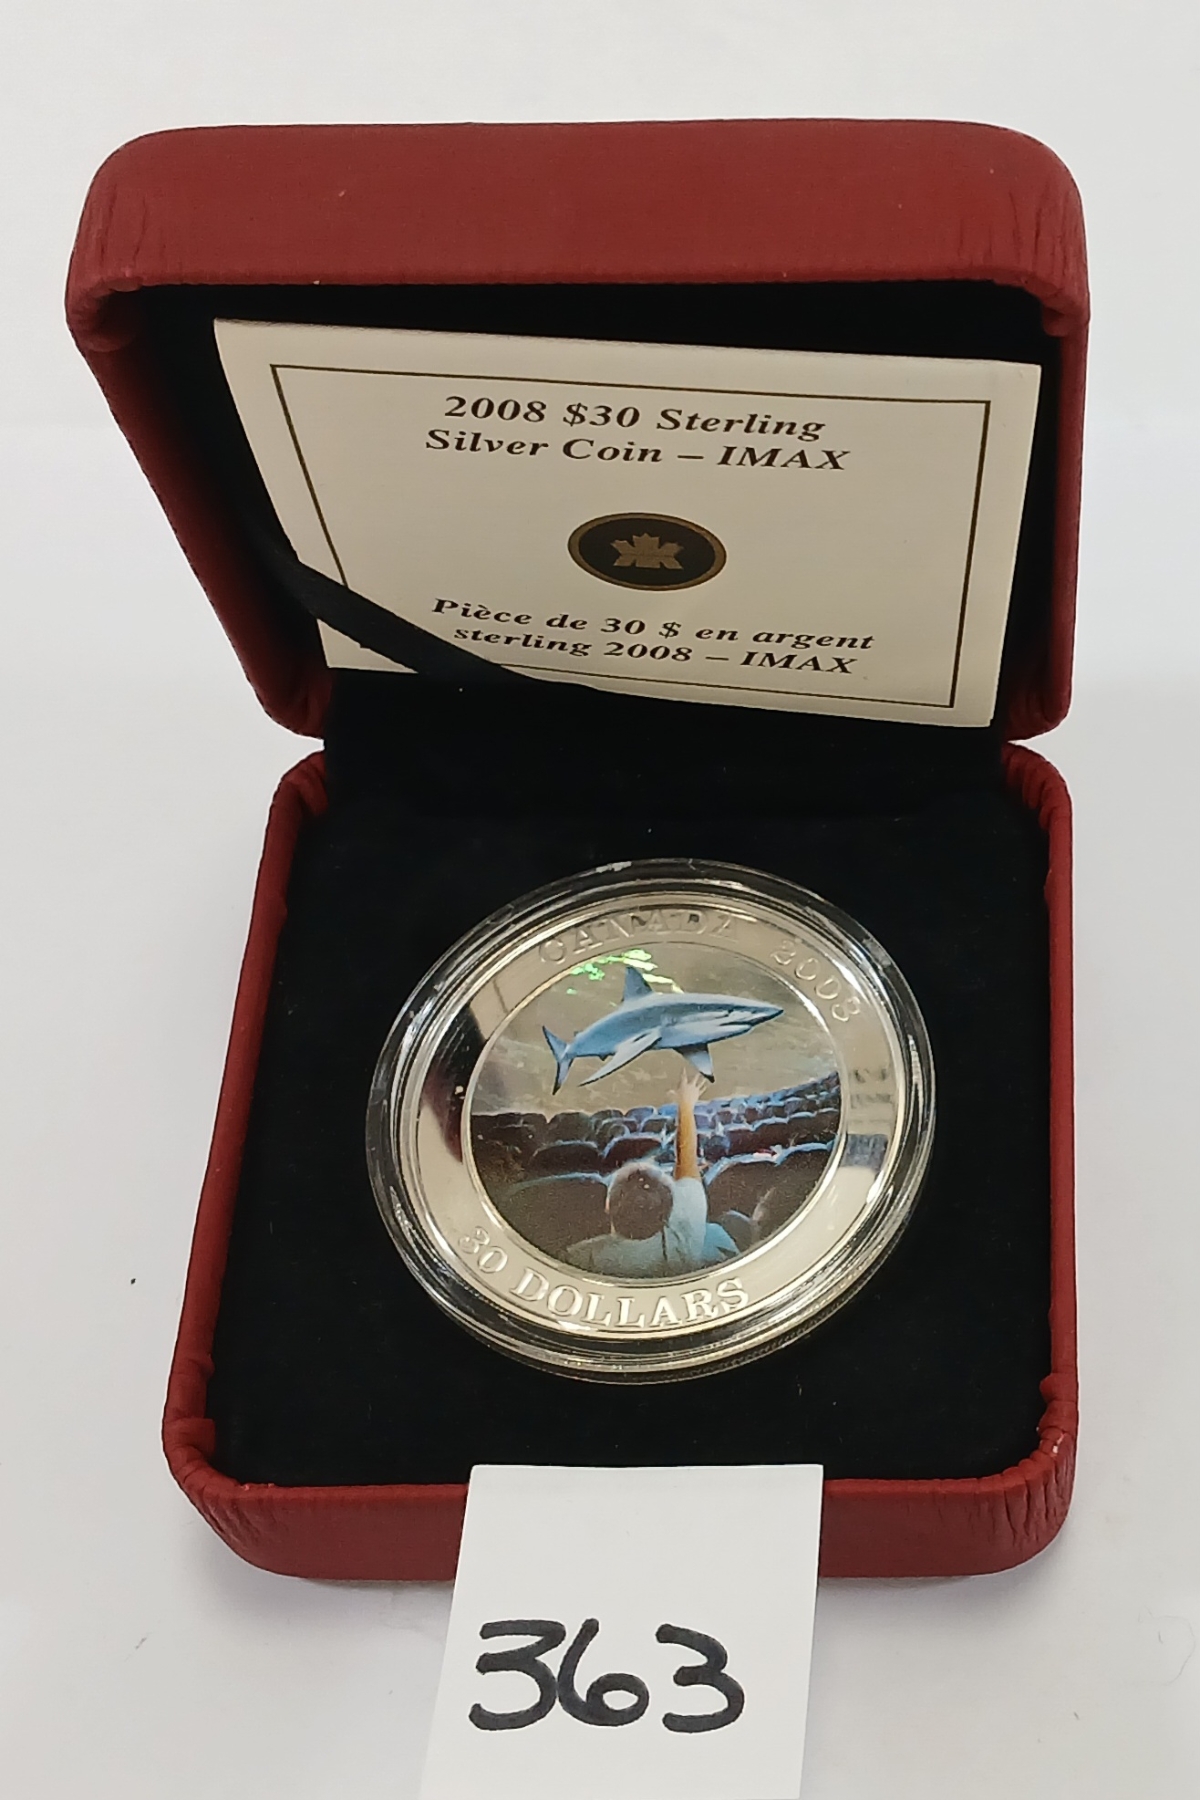 2008 $30 Sterling
Silver Coin – IMAX
Pièce de 30 $ en argent
sterling 2008 – IMAX
CANADA 2008
30 DOLLARS
363